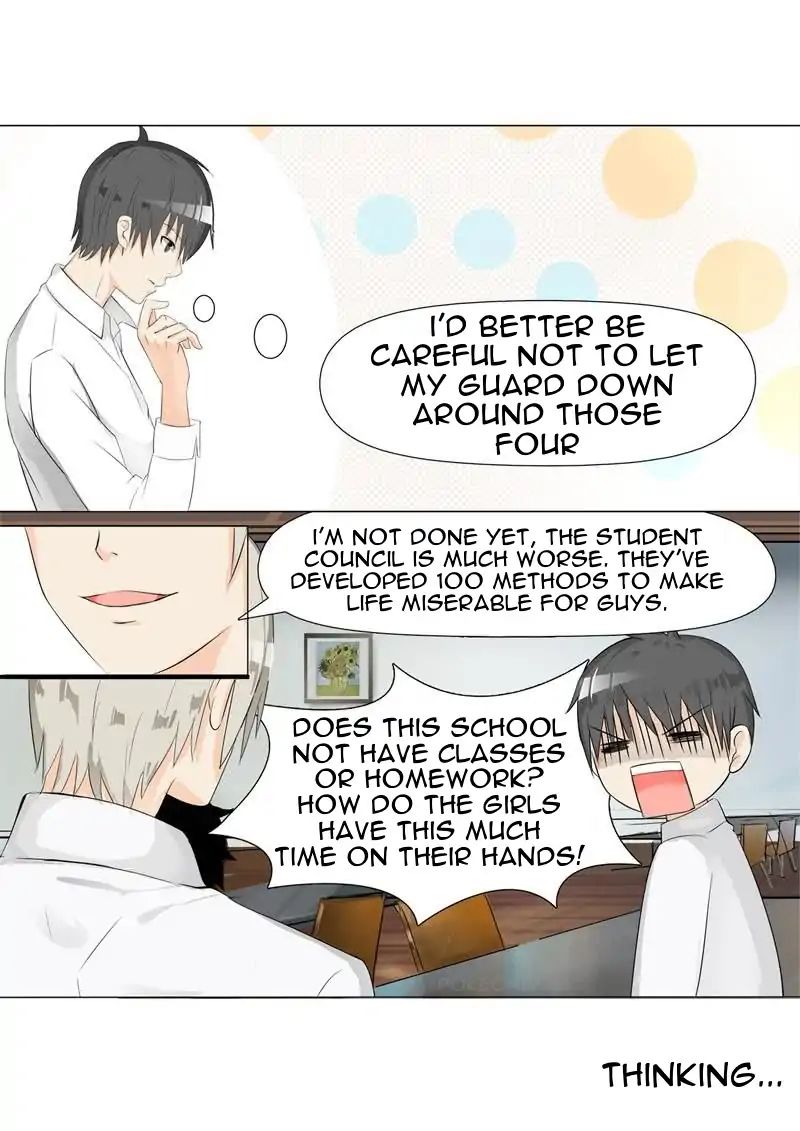 I'D BETTER BE
CAREFUL NOT TO LET
MY GUARD DOWN
AROUND THOSE
FOUR
I'M NOT DONE YET, THE STUDENT
COUNCIL IS MUCH WORSE. THEY'VE
DEVELOPED 100 METHODS TO MAKE
LIFE MISERABLE FOR GUYS.
DOES THIS SCHOOL
NOT HAVE CLASSES
OR HOMEWORK?
HOW DO THE GIRLS
HAVE THIS MUCH
TIME ON THEIR HANDS!
THINKING...